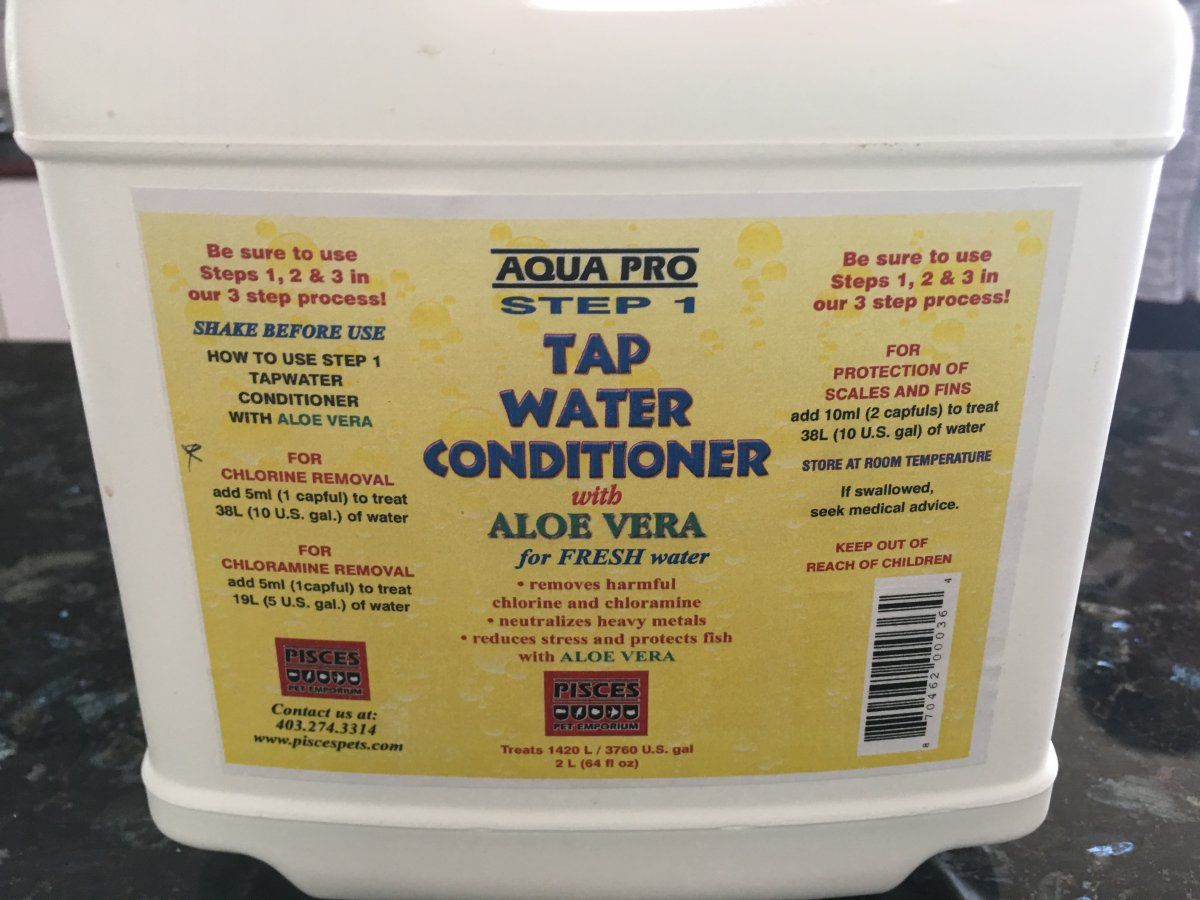 Be sure to use
Steps 1, 2 & 3 in
our 3 step process!
SHAKE BEFORE USE
HOW TO USE STEP 1
TAPWATER
CONDITIONER
WITH ALOE VERA
FOR
CHLORINE REMOVAL
add 5ml (1 capful) to treat
38L (10 U.S. gal.) of water
FOR
CHLORAMINE REMOVAL
add 5ml (1capful) to treat
19L (5 U.S. gal.) of water
PISCES
PET EMPORIUM
Contact us at:
403.274.3314
www.piscespets.com
AQUA PRO
STEP 1
TAP
WATER
CONDITIONER
with
ALOE VERA
for FRESH water
• removes harmful
chlorine and chloramine
• neutralizes heavy metals
• reduces stress and protects fish
with ALOE VERA
PISCES
PET EMPORIUM
Treats 1420 L / 3760 U.S. gal
2 L (64 fl oz)
Be sure to use
Steps 1, 2 & 3 in
our 3 step process!
FOR
PROTECTION OF
SCALES AND FINS
add 10ml (2 capfuls) to treat
38L (10 U.S. gal) of water
STORE AT ROOM TEMPERATURE
If swallowed,
seek medical advice.
KEEP OUT OF
REACH OF CHILDREN
8 70462 00036 4